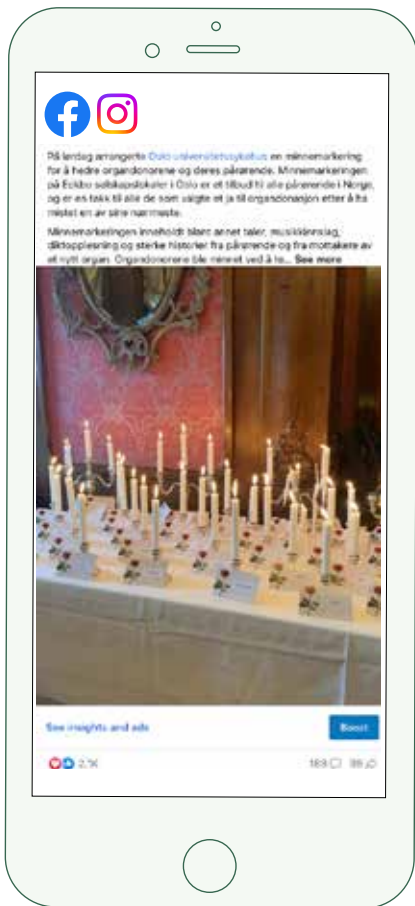 På lørdag arrangerte Oslo universitetssykehus en minnemarkering
for å hedre organdonorene og deres pårørende. Minnemarkeringen
på Eckbo selskapslokaler i Oslo er et tilbud til alle pårørende i Norge,
og er en takk til alle de som valgte et ja til organdonasjon etter å ha
mistet en av sine nærmeste.
Minnemarkeringen inneholdt blant annet taler, musikkinnslag,
diktopplesning og sterke historier fra pårørende og fra mottakere av
et nytt organ. Organdonorene ble minnet ved å te... See more
See insights and ads
Boost